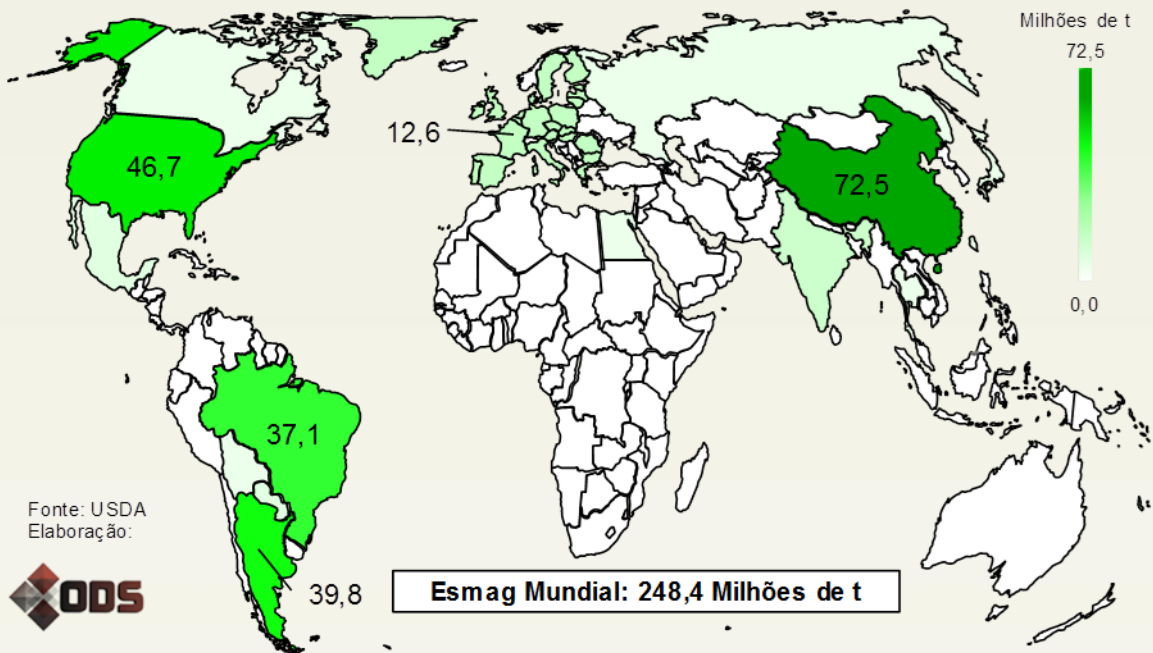 Milhões de t
72,5
12,6
46,7
72,5
0,0
37,1
Fonte: USDA
Elaboração:
ODS
39,8
Esmag Mundial: 248,4 Milhões de t